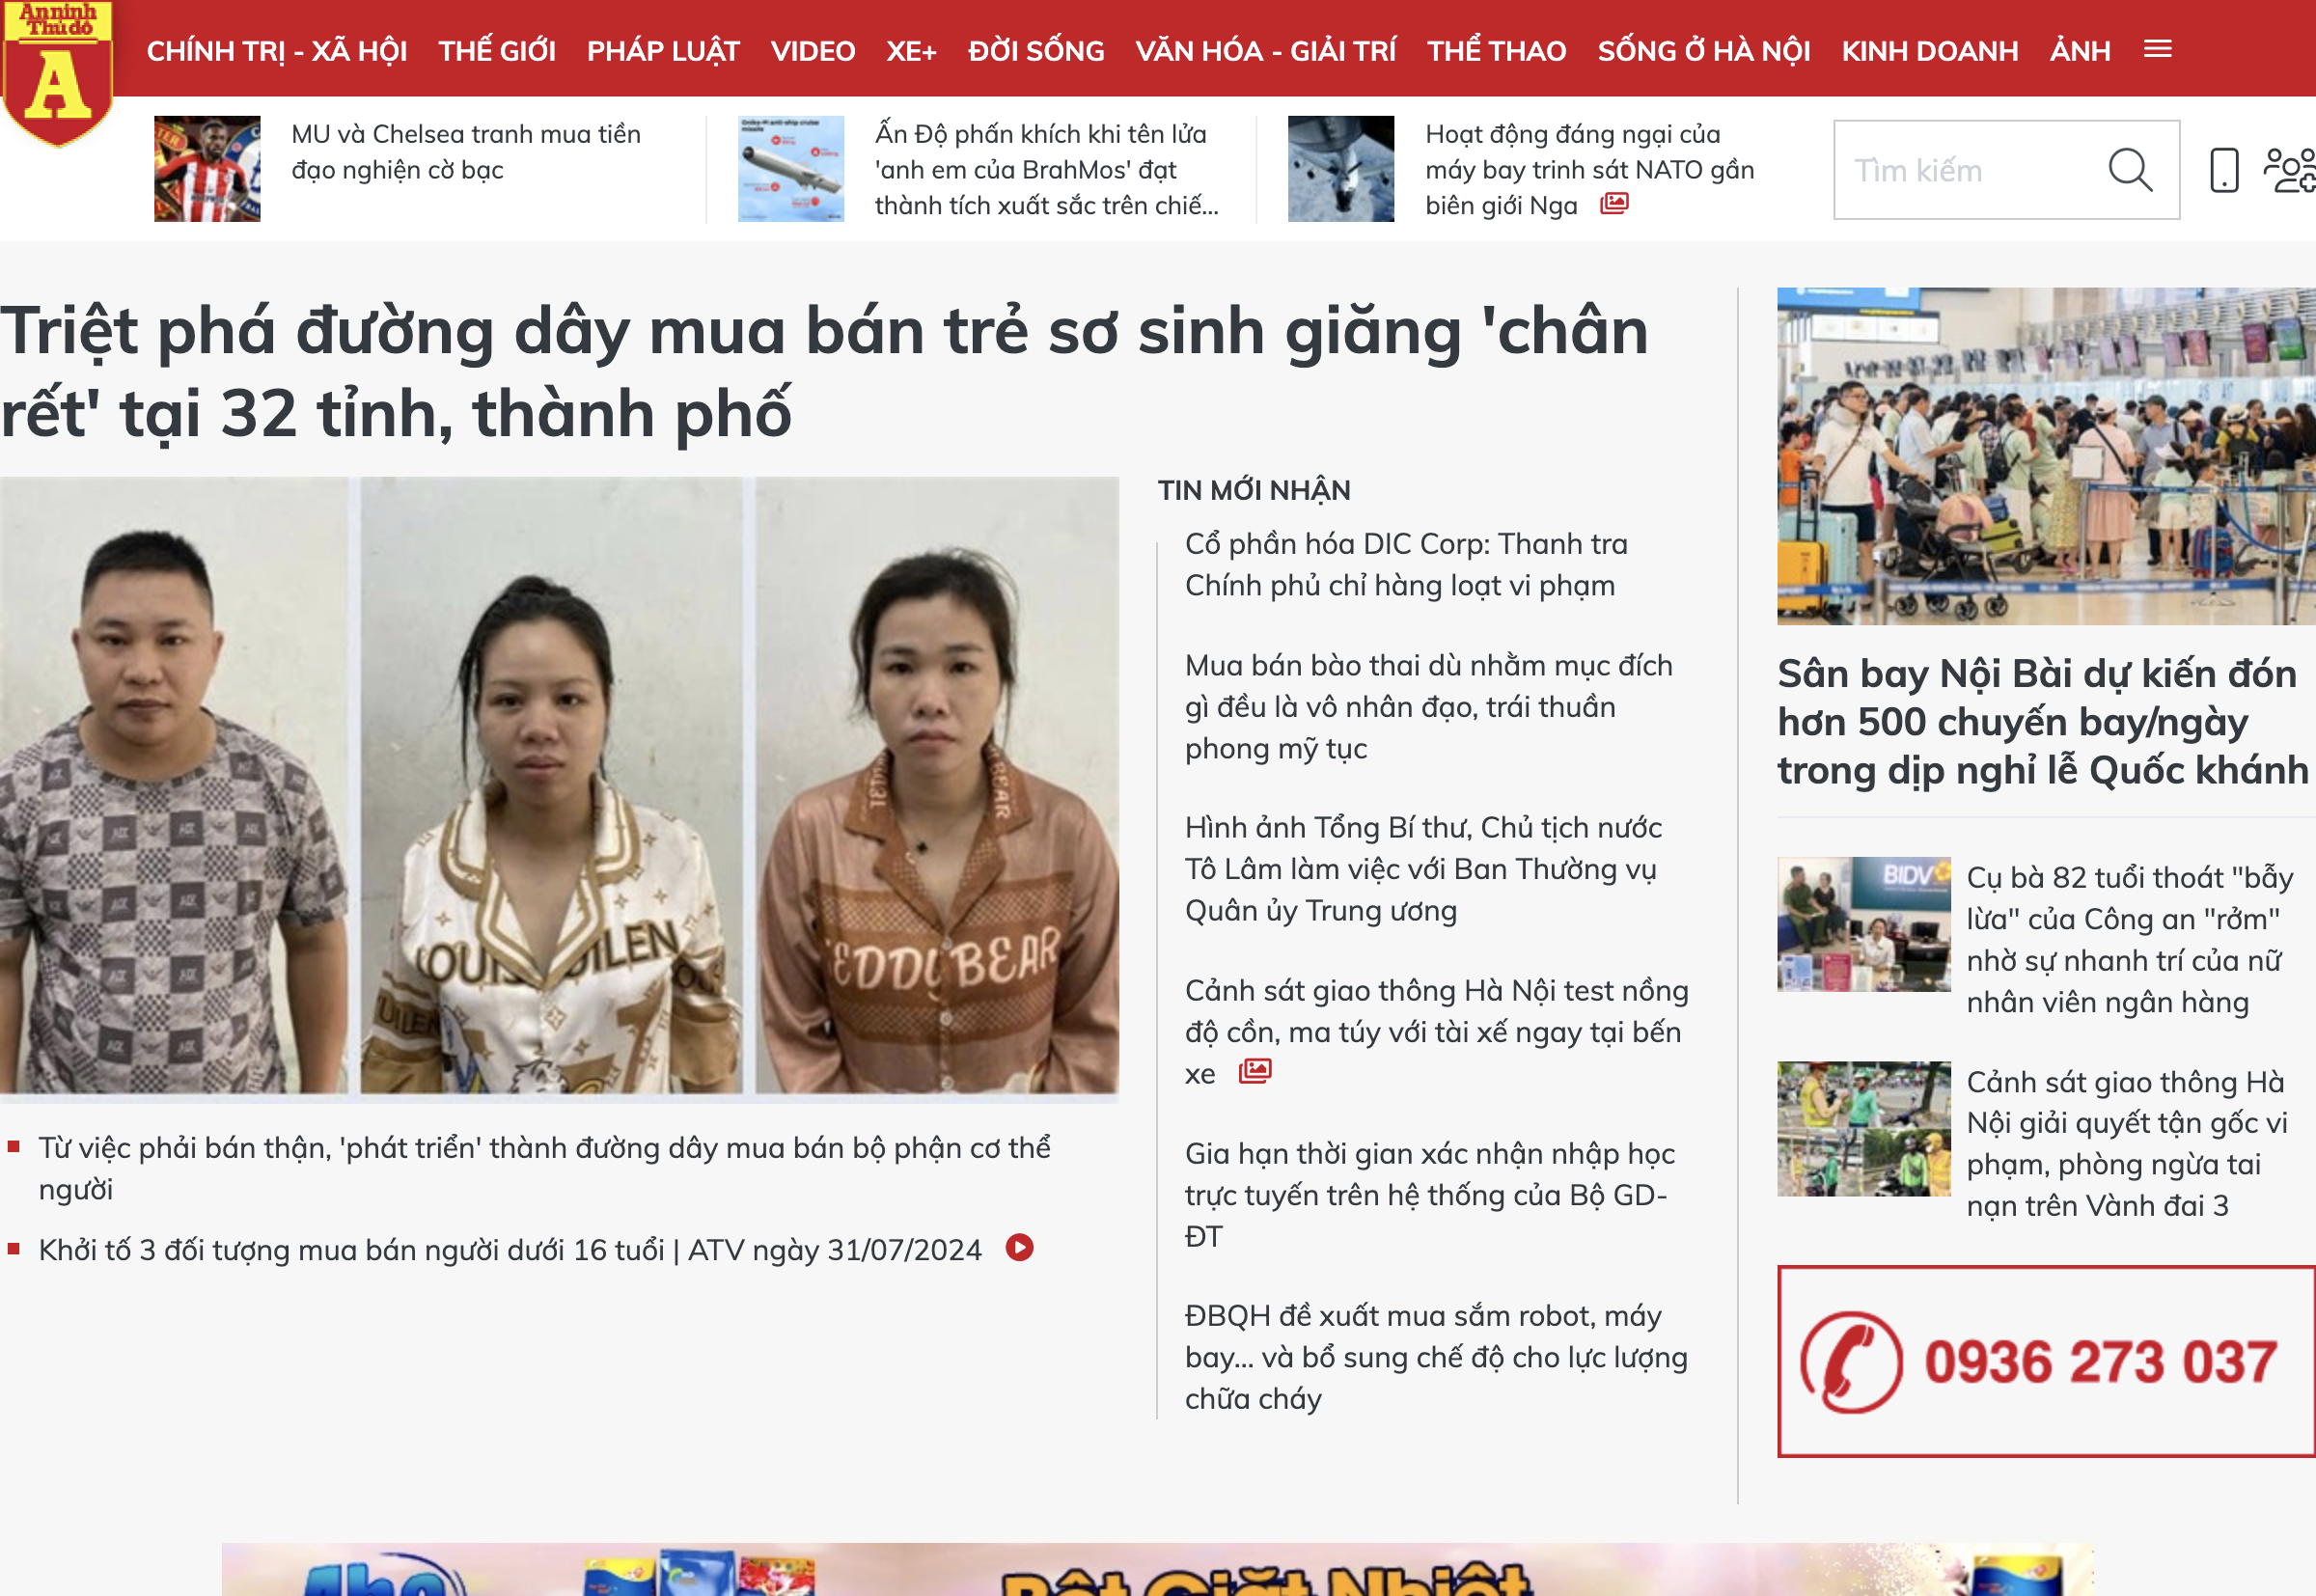 An ninh
Thủ đô
A
CHÍNH TRỊ - XÃ HỘI THẾ GIỚI PHÁP LUẬT VIDEO XE+ ĐỜI SỐNG VĂN HÓA - GIẢI TRÍ THỂ THAO SỐNG Ở HÀ NỘI KINH DOANH ẢNH
MU và Chelsea tranh mua tiền
đạo nghiện cờ bạc
Ấn Độ phấn khích khi tên lửa
'anh em của BrahMos' đạt
thành tích xuất sắc trên chiế...
Hoạt động đáng ngại của
máy bay trinh sát NATO gần
biên giới Nga
Tìm kiếm
Triệt phá đường dây mua bán trẻ sơ sinh giăng 'chân
rết' tại 32 tỉnh, thành phố
TEDDY BEAR
Từ việc phải bán thận, 'phát triển' thành đường dây mua bán bộ phận cơ thể
người
Khởi tố 3 đối tượng mua bán người dưới 16 tuổi | ATV ngày 31/07/2024
TIN MỚI NHẬN
Cổ phần hóa DIC Corp: Thanh tra
Chính phủ chỉ hàng loạt vi phạm
Mua bán bào thai dù nhằm mục đích
gì đều là vô nhân đạo, trái thuần
phong mỹ tục
Hình ảnh Tổng Bí thư, Chủ tịch nước
Tô Lâm làm việc với Ban Thường vụ
Quân ủy Trung ương
Cảnh sát giao thông Hà Nội test nồng
độ cồn, ma túy với tài xế ngay tại bến
xe
Gia hạn thời gian xác nhận nhập học
trực tuyến trên hệ thống của Bộ GD-
ĐT
ĐBQH đề xuất mua sắm robot, máy
bay... và bổ sung chế độ cho lực lượng
chữa cháy
Sân bay Nội Bài dự kiến đón
hơn 500 chuyến bay/ngày
trong dịp nghỉ lễ Quốc khánh
BIDV
Cụ bà 82 tuổi thoát "bẫy
lừa" của Công an "rởm"
nhờ sự nhanh trí của nữ
nhân viên ngân hàng
Cảnh sát giao thông Hà
Nội giải quyết tận gốc vi
phạm, phòng ngừa tai
nạn trên Vành đai 3
0936 273 037
Bột Giặt Nhiệt